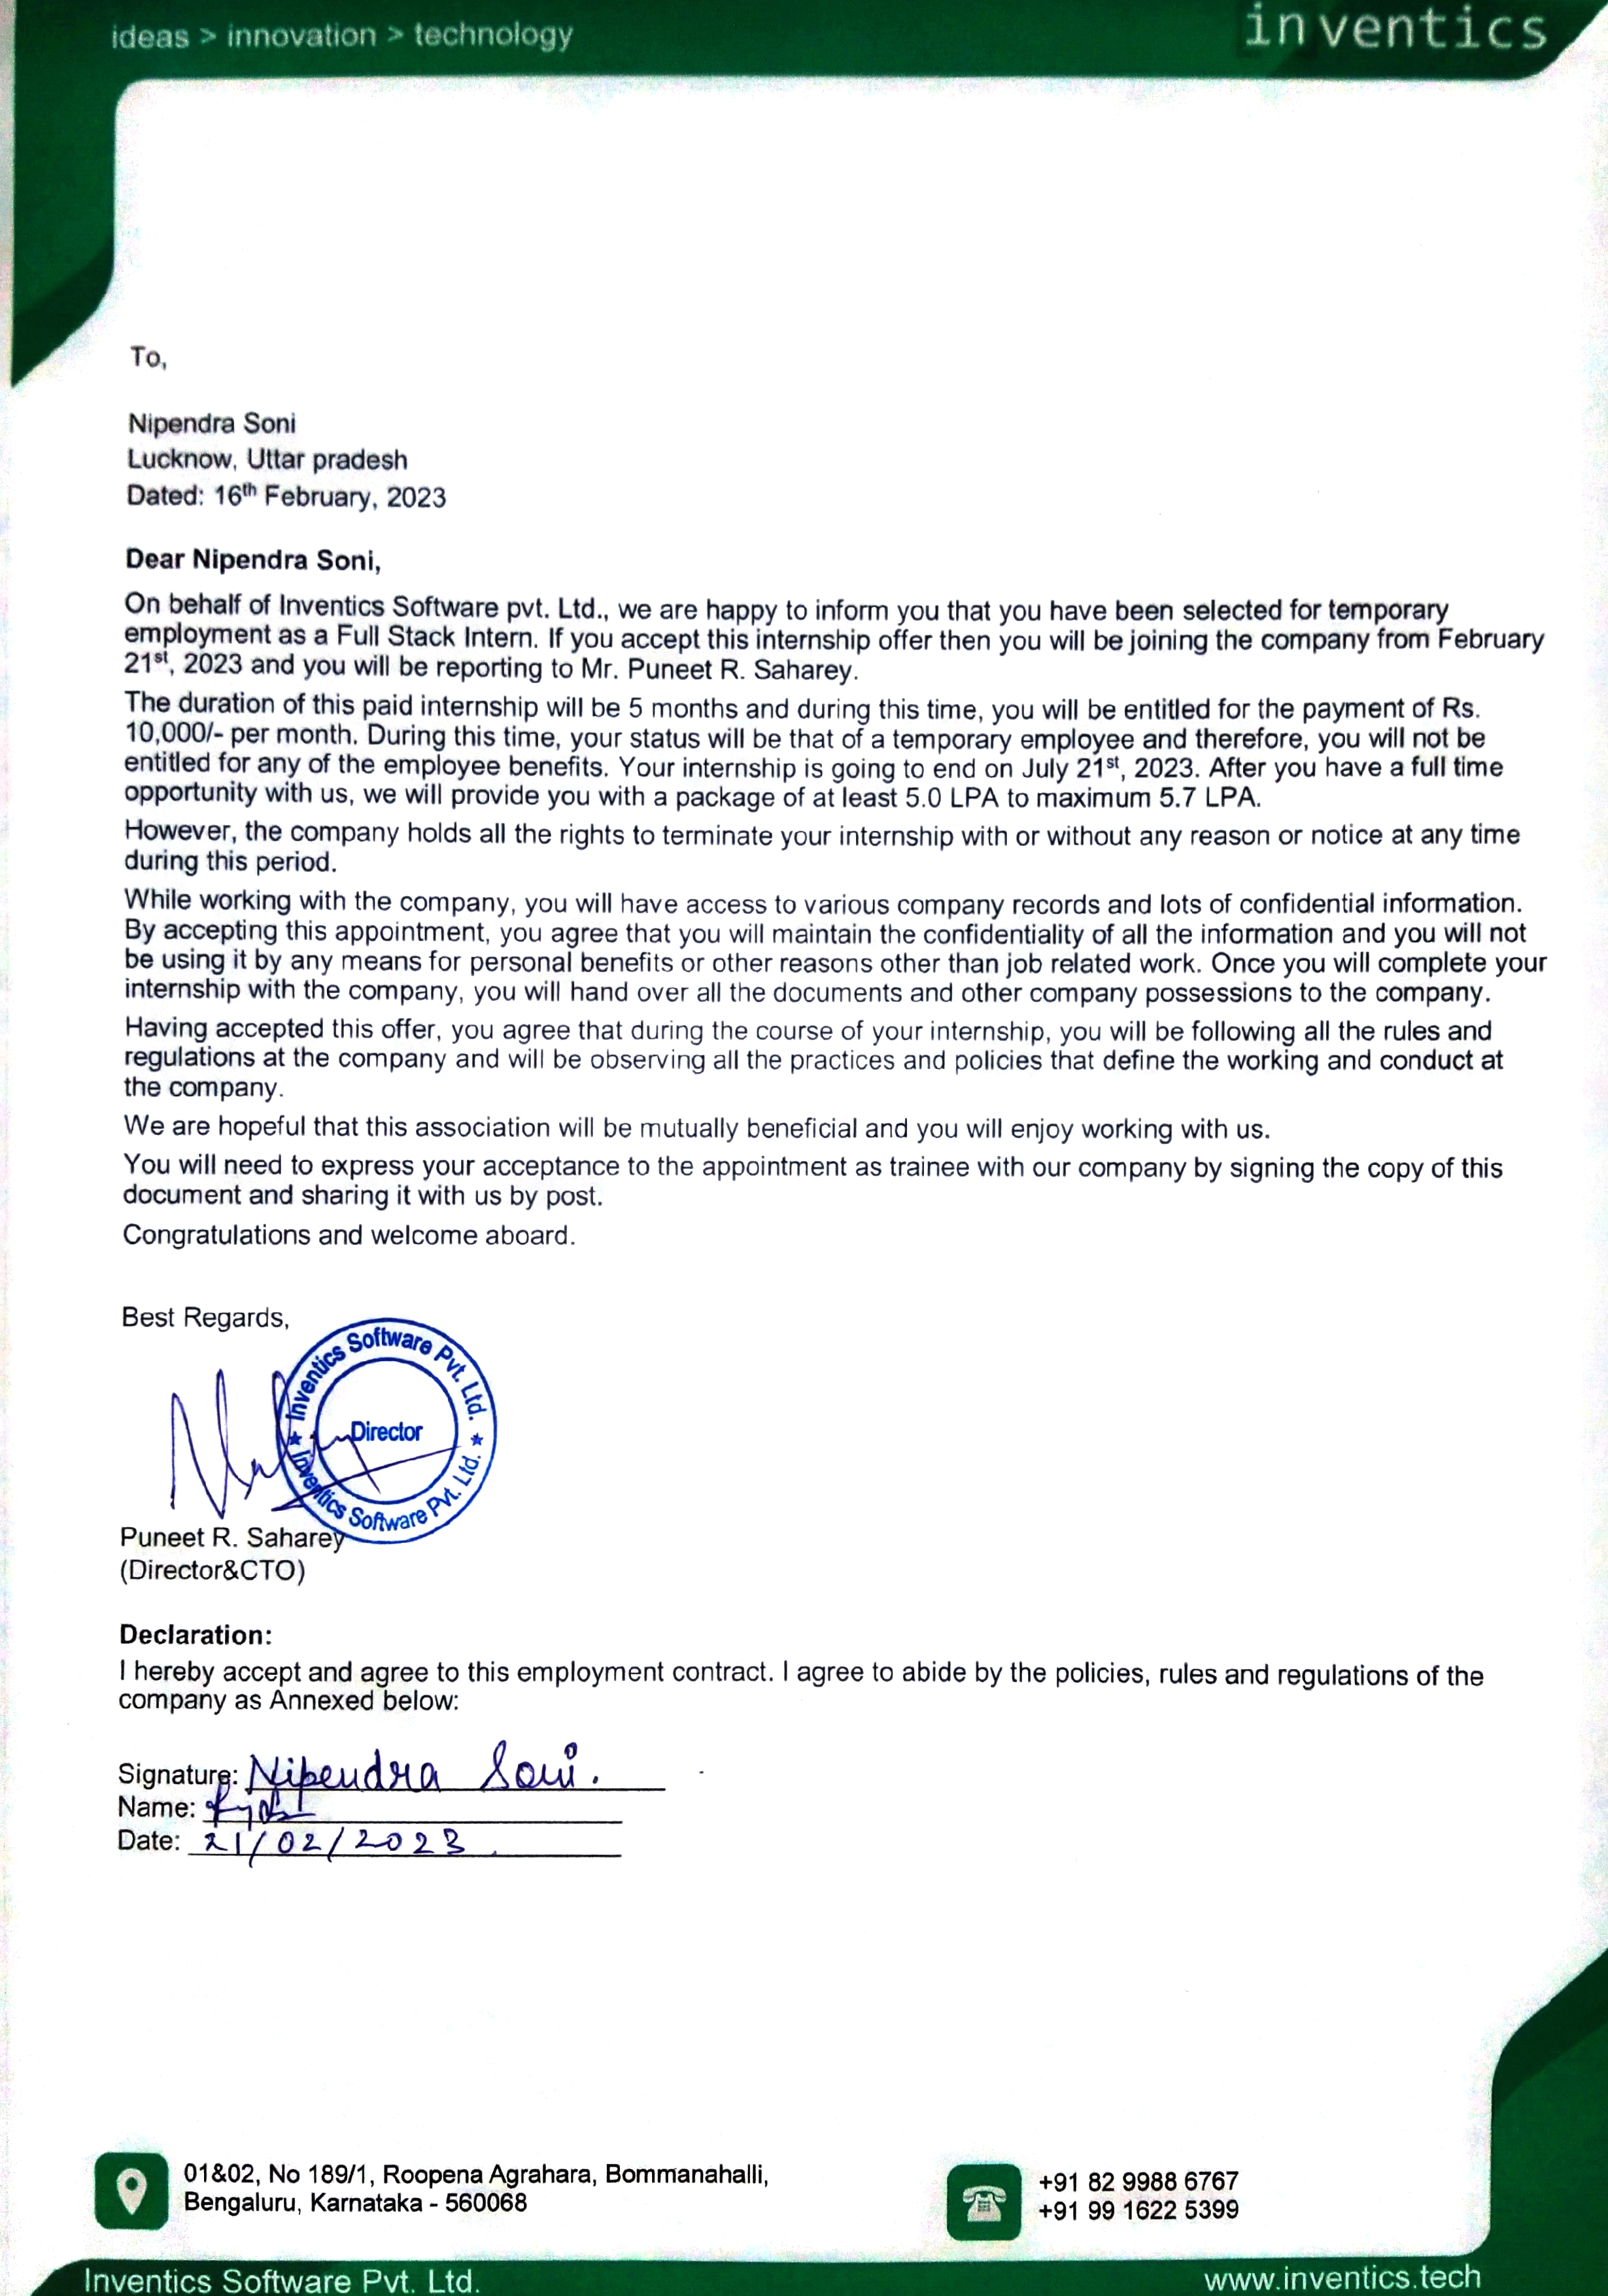 ideas > innovation > technology
inventics
To,
Nipendra Soni
Lucknow, Uttar pradesh
Dated: 16th February, 2023
Dear Nipendra Soni,
On behalf of Inventics Software pvt. Ltd., we are happy to inform you that you have been selected for temporary
employment as a Full Stack Intern. If you accept this internship offer then you will be joining the company from February
21st, 2023 and you will be reporting to Mr. Puneet R. Saharey.
The duration of this paid internship will be 5 months and during this time, you will be entitled for the payment of Rs.
10,000/- per month. During this time, your status will be that of a temporary employee and therefore, you will not be
entitled for any of the employee benefits. Your internship is going to end on July 21st, 2023. After you have a full time
opportunity with us, we will provide you with a package of at least 5.0 LPA to maximum 5.7 LPA.
However, the company holds all the rights to terminate your internship with or without any reason or notice at any time
during this period.
While working with the company, you will have access to various company records and lots of confidential information.
By accepting this appointment, you agree that you will maintain the confidentiality of all the information and you will not
be using it by any means for personal benefits or other reasons other than job related work. Once you will complete your
internship with the company, you will hand over all the documents and other company possessions to the company.
Having accepted this offer, you agree that during the course of your internship, you will be following all the rules and
regulations at the company and will be observing all the practices and policies that define the working and conduct at
the company.
We are hopeful that this association will be mutually beneficial and you will enjoy working with us.
You will need to express your acceptance to the appointment as trainee with our company by signing the copy of this
document and sharing it with us by post.
Congratulations and welcome aboard.
Best Regards,
Inventics Software Pvt. Ltd.
Director
Inventics Software Pvt. Ltd.
Puneet R. Saharey
(Director&CTO)
Declaration:
I hereby accept and agree to this employment contract. I agree to abide by the policies, rules and regulations of the
company as Annexed below:
Signature: Nipendra Soni.
Name:
Date: 21/02/2023
01&02, No 189/1, Roopena Agrahara, Bommanahalli,
Bengaluru, Karnataka - 560068
+91 82 9988 6767
+91 99 1622 5399
Inventics Software Pvt. Ltd.
www.inventics.tech